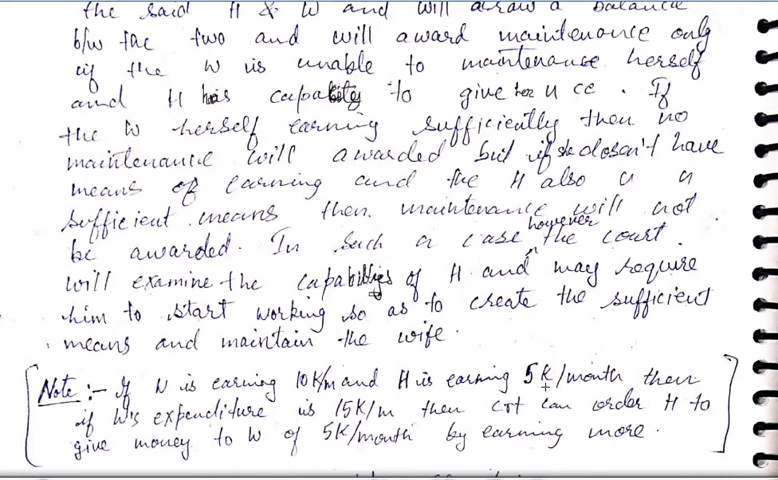 the said H & W and will draw a balance
b/w the two and will award maintenance only
if the W is unable to maintenance herself
and H has capability to give her . If
the W herself earning sufficiently then no
maintenance will awarded but if she doesn't have
means of earning and the H also
sufficient means then maintenance will not
be awarded. In such a case however the court
will examine the capabilities of H and may require
him to start working so as to create the sufficient
means and maintain the wife.
Note :- If W is earning 10K/m and H is earning 5K/month then
if W's expenditure is 15K/m then crt can order H to
give money to W of 5K/month by earning more.